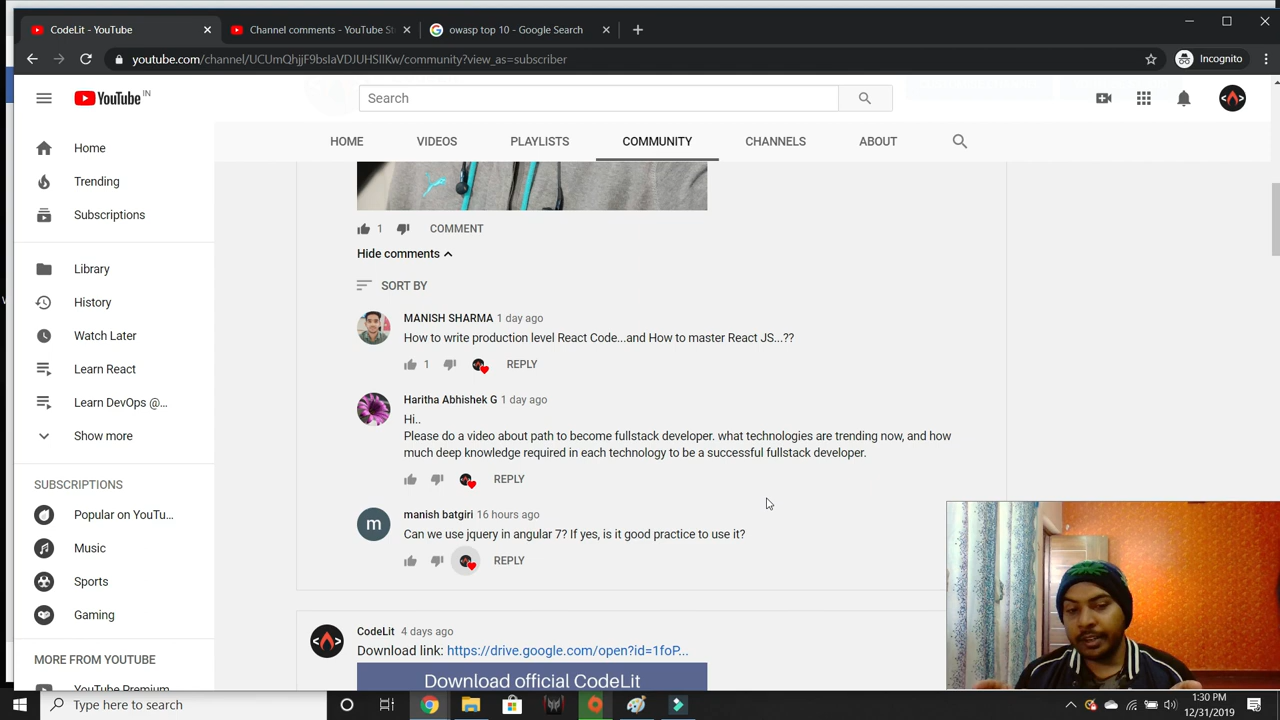 CodeLit - YouTube
Channel comments - YouTube St
owasp top 10 - Google Search
youtube.com/channel/UCUmQhjjF9bsIaVDJUHSIIKw/community?view_as=subscriber
Incognito
YouTube IN
Search
HOME
VIDEOS
PLAYLISTS
COMMUNITY
CHANNELS
ABOUT
Home
Trending
Subscriptions
Library
History
Watch Later
Learn React
Learn DevOps @...
Show more
SUBSCRIPTIONS
Popular on YouTu...
Music
Sports
Gaming
MORE FROM YOUTUBE
YouTube Premium
1
COMMENT
Hide comments
SORT BY
MANISH SHARMA 1 day ago
How to write production level React Code...and How to master React JS...??
1
REPLY
Haritha Abhishek G 1 day ago
Hi..
Please do a video about path to become fullstack developer. what technologies are trending now, and how
much deep knowledge required in each technology to be a successful fullstack developer.
REPLY
m
manish batgiri 16 hours ago
Can we use jquery in angular 7? If yes, is it good practice to use it?
REPLY
CodeLit 4 days ago
Download link: https://drive.google.com/open?id=1foP...
Download official CodeLit
Type here to search
1:30 PM
12/31/2019